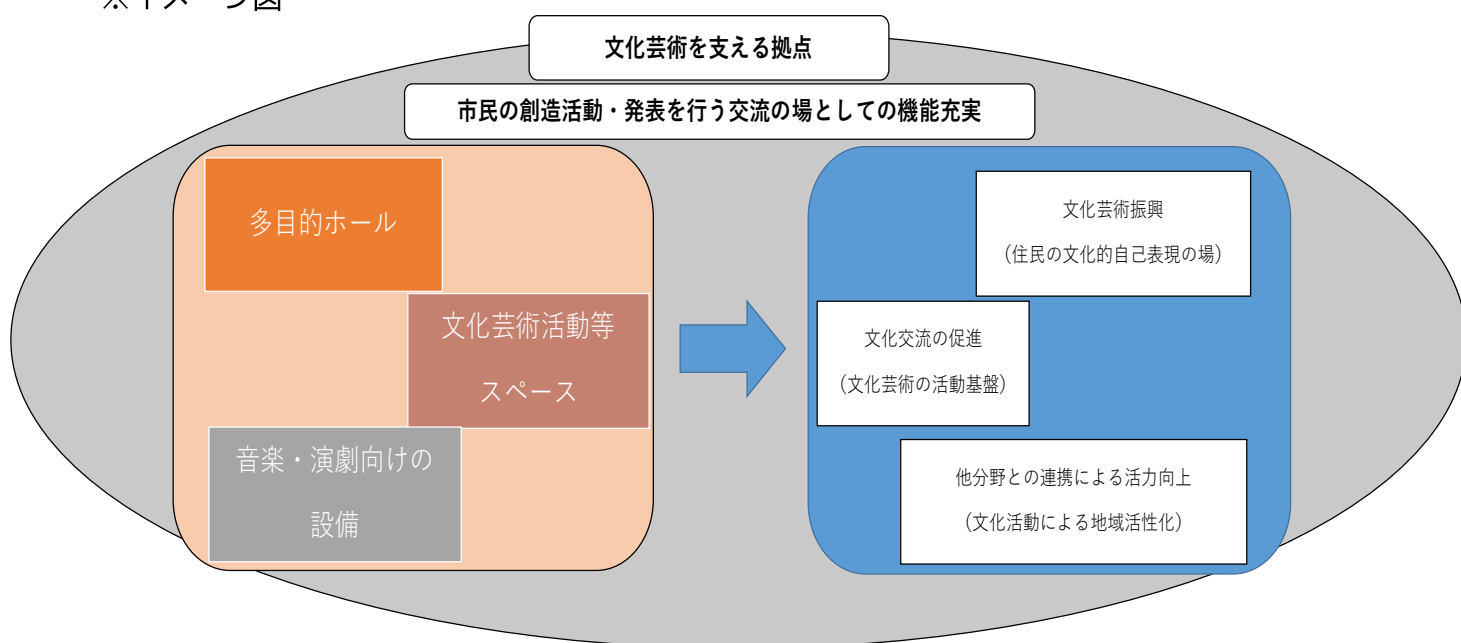 ※イメージ図
文化芸術を支える拠点
市民の創造活動・発表を行う交流の場としての機能充実
多目的ホール
文化芸術活動等
スペース
音楽・演劇向けの
設備
文化芸術振興
(住民の文化的自己表現の場)
文化交流の促進
(文化芸術の活動基盤)
他分野との連携による活力向上
(文化活動による地域活性化)